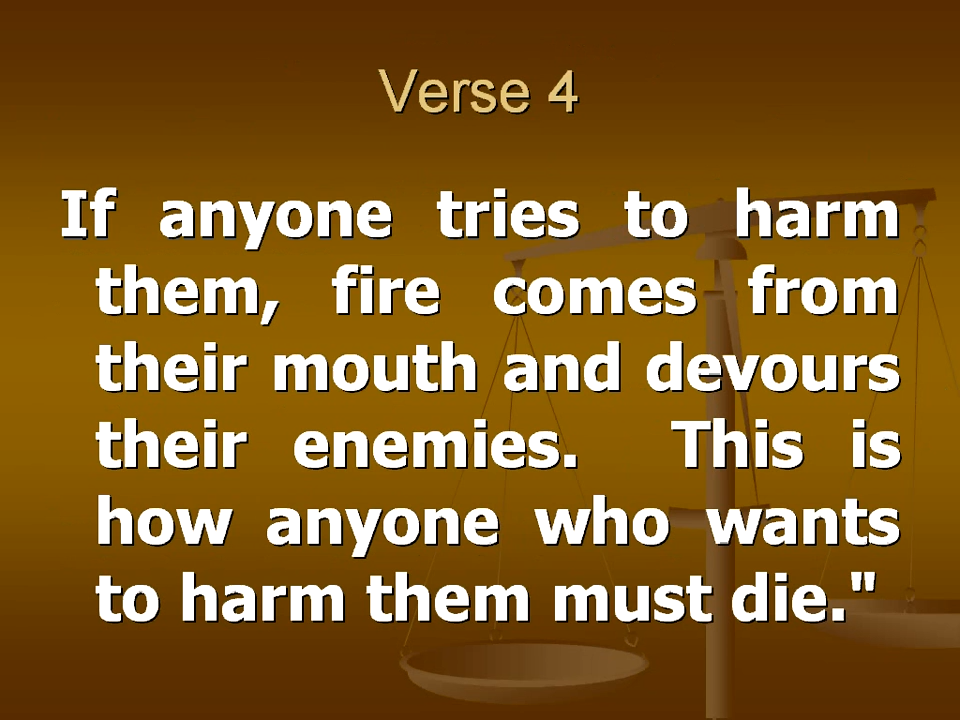 Verse 4
If anyone tries to harm
them, fire comes from
their mouth and devours
their enemies.  This is
how anyone who wants
to harm them must die."